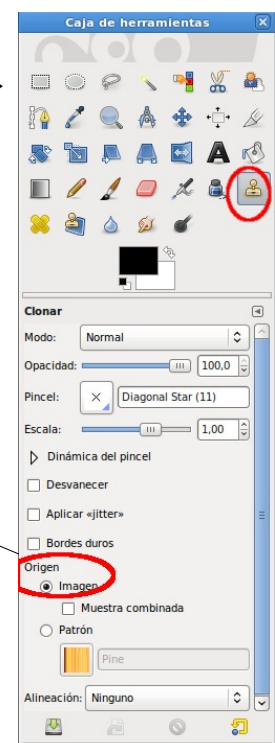 Caja de herramientas
Clonar
Modo: Normal
Opacidad: 100,0
Pincel: Diagonal Star (11)
Escala: 1,00
Dinámica del pincel
Desvanecer
Aplicar «jitter»
Bordes duros
Origen
Imagen
Muestra combinada
Patrón
Pine
Alineación: Ninguno